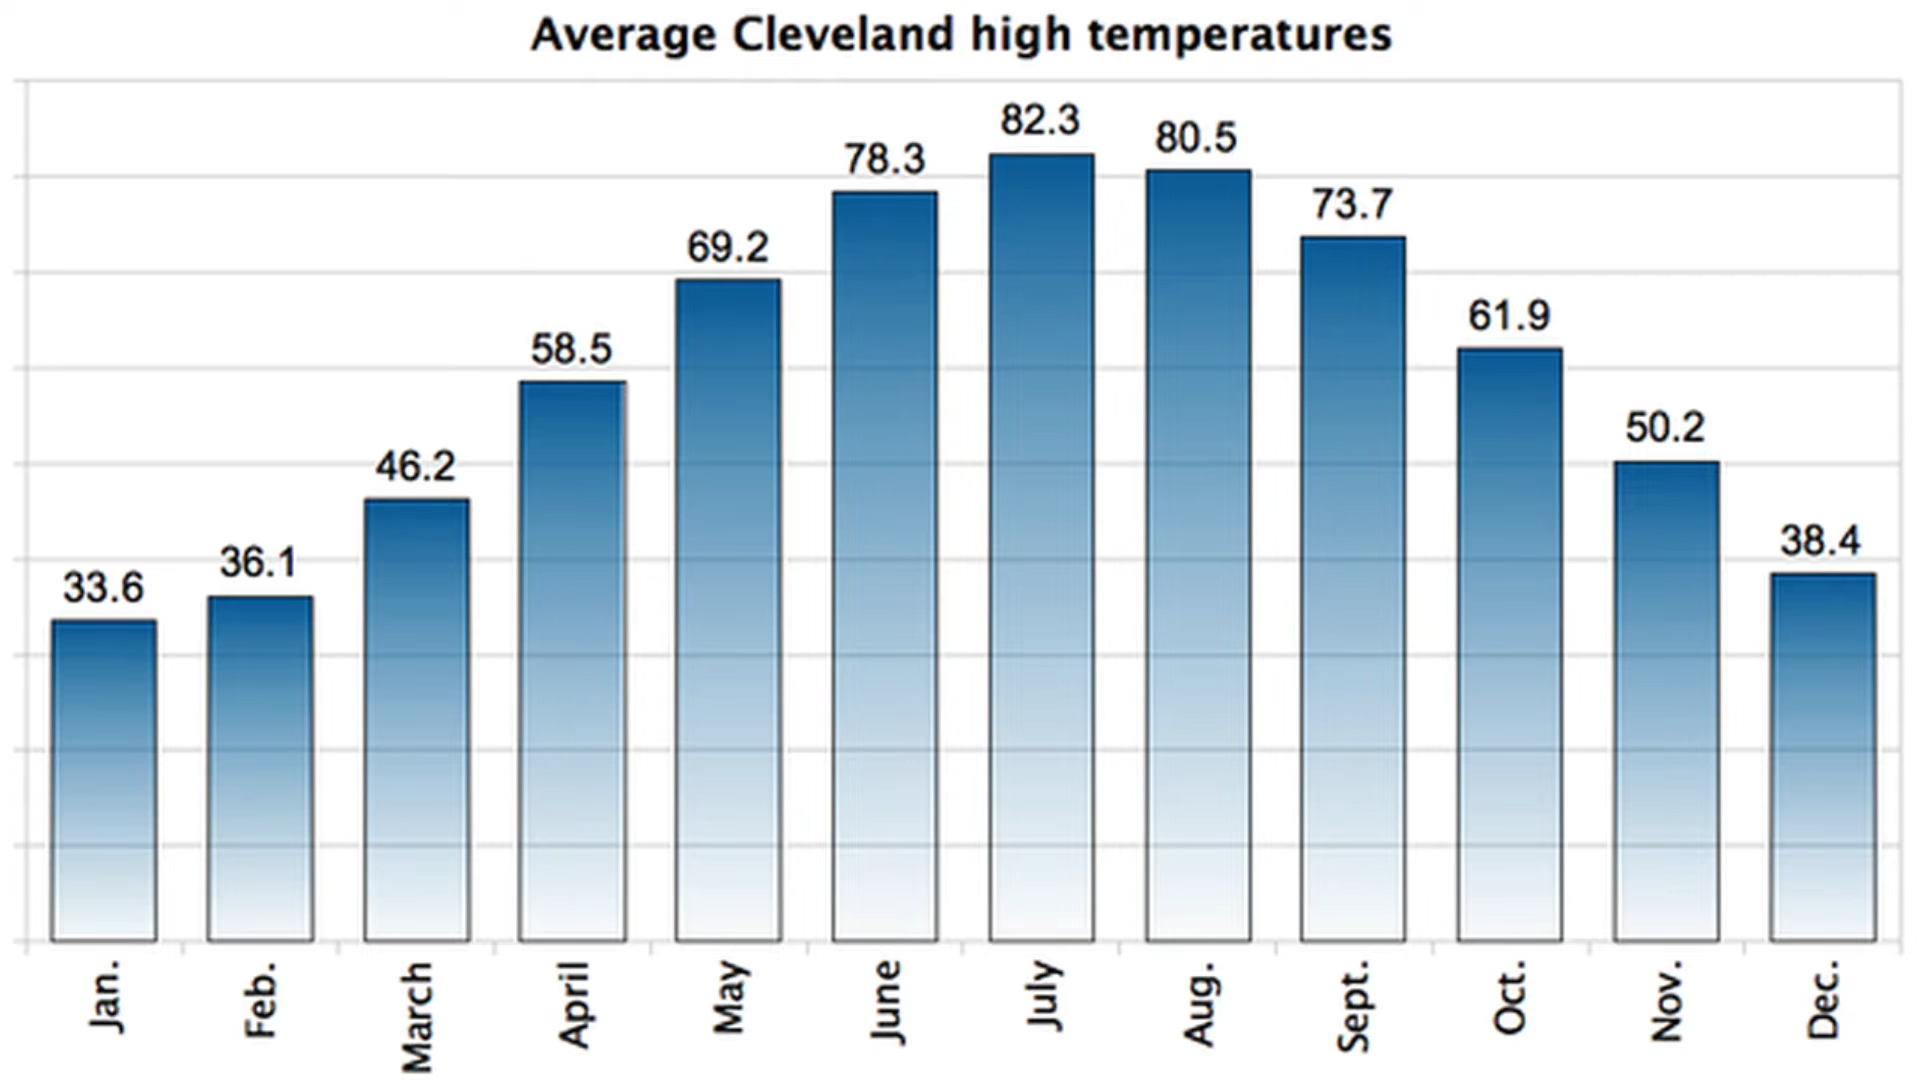 Average Cleveland high temperatures
82.3
80.5
78.3
73.7
69.2
61.9
58.5
50.2
46.2
38.4
36.1
33.6
Jan.
Feb.
March
April
May
June
July
Aug.
Sept.
Oct.
Nov.
Dec.